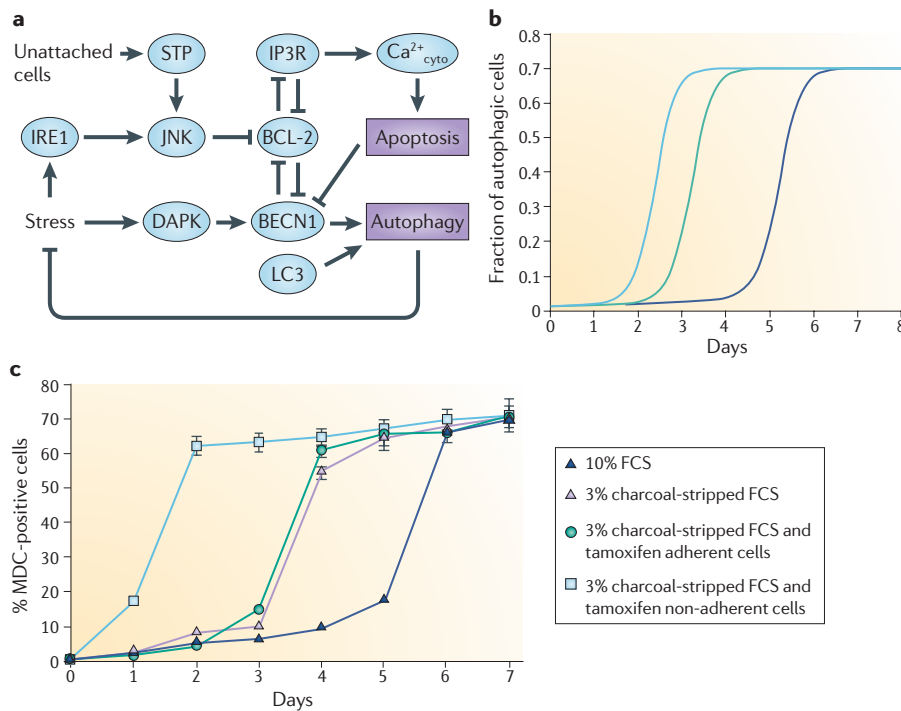 a
Unattached
cells
STP
IP3R
Ca²⁺cyto
IRE1
JNK
BCL-2
Apoptosis
Stress
DAPK
BECN1
Autophagy
LC3
b
Fraction of autophagic cells
0.8
0.7
0.6
0.5
0.4
0.3
0.2
0.1
0
0 1 2 3 4 5 6 7 8
Days
c
% MDC-positive cells
80
70
60
50
40
30
20
10
0
0 1 2 3 4 5 6 7
Days
10% FCS
3% charcoal-stripped FCS
3% charcoal-stripped FCS and
tamoxifen adherent cells
3% charcoal-stripped FCS and
tamoxifen non-adherent cells